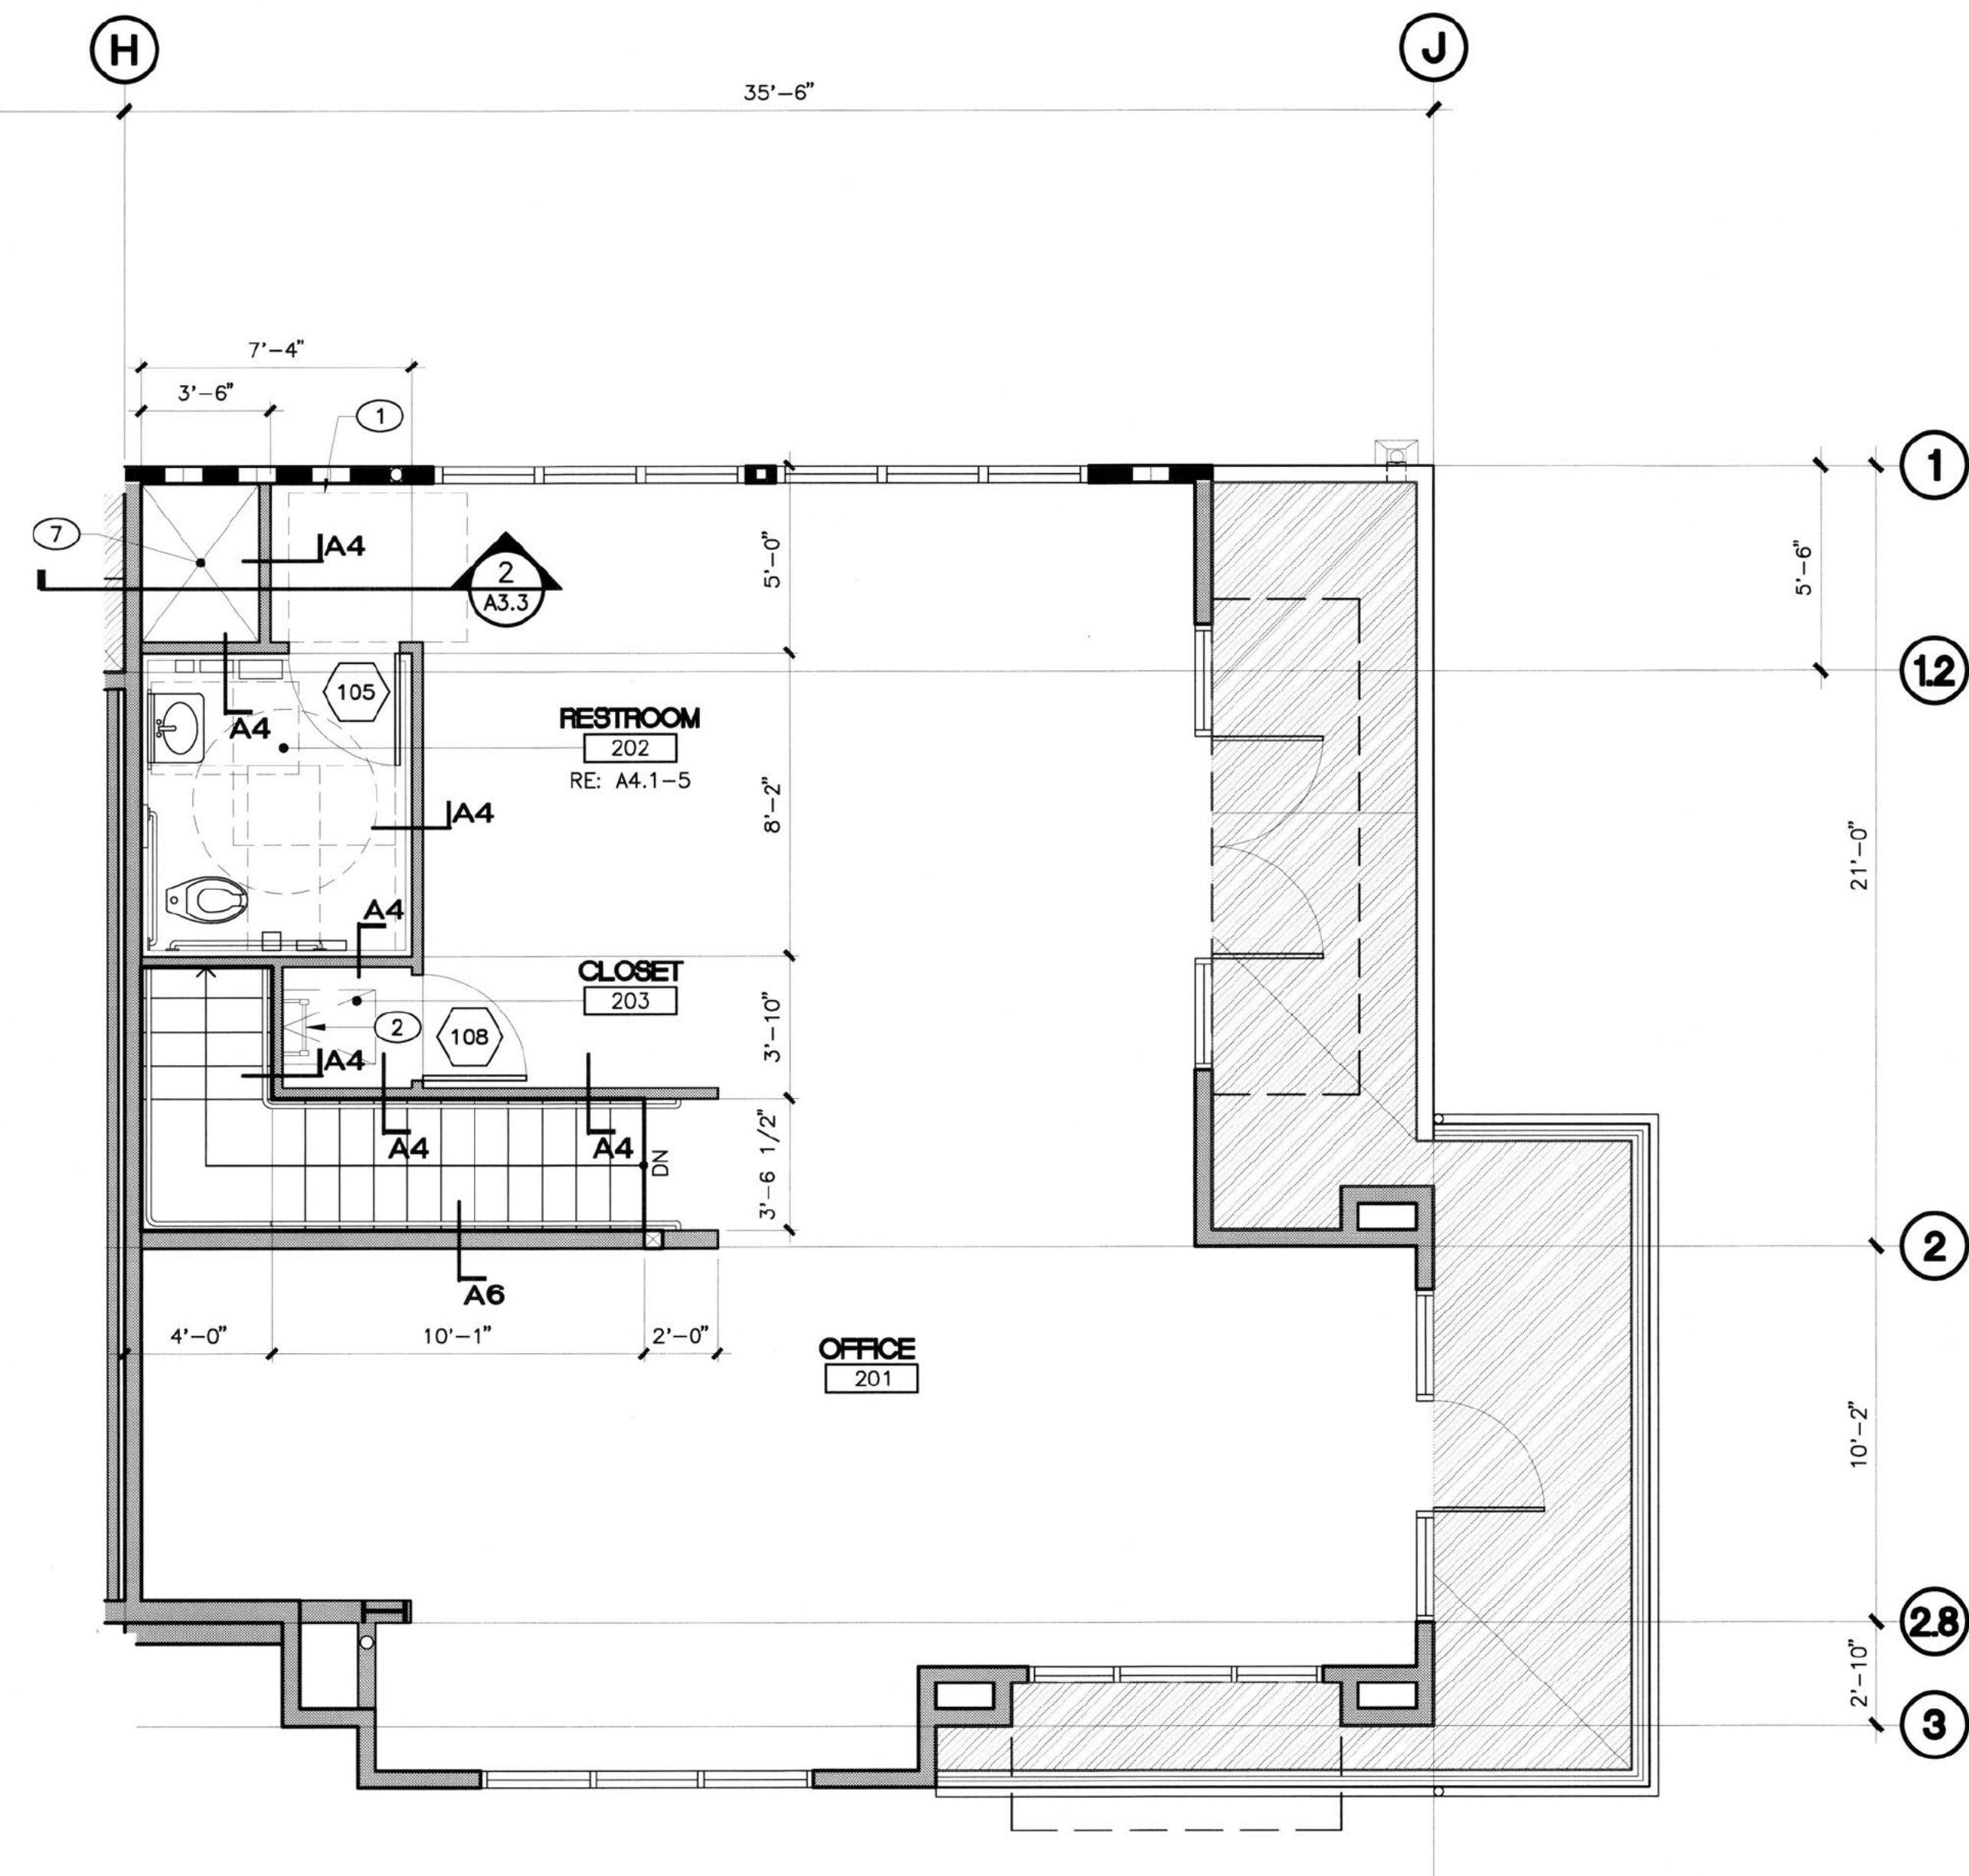 H
J
35'-6"
7'-4"
3'-6"
1
1
7
A4
2
A3.3
5'-0"
5'-6"
1.2
105
A4
RESTROOM
202
RE: A4.1-5
8'-2"
A4
21'-0"
A4
CLOSET
203
2
108
3'-10"
A4
A4
A4
DN
3'-6 1/2"
2
A6
4'-0"
10'-1"
2'-0"
OFFICE
201
10'-2"
2.8
2'-10"
3